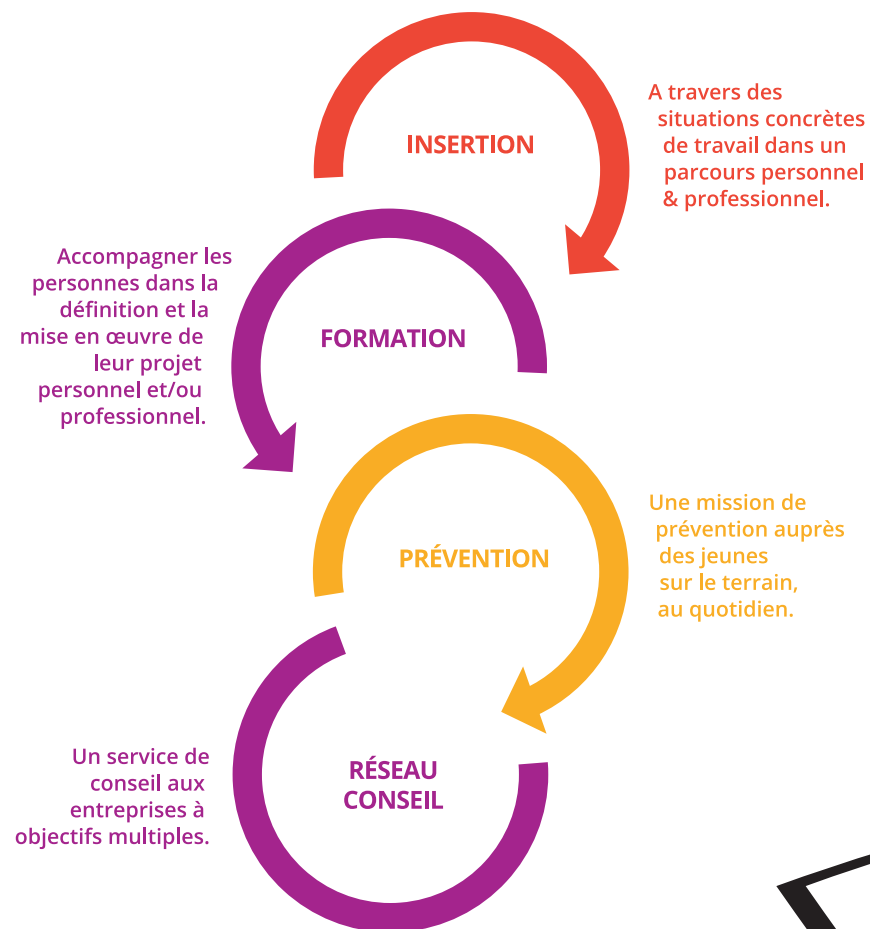 INSERTION
A travers des
situations concrètes
de travail dans un
parcours personnel
& professionnel.
FORMATION
Accompagner les
personnes dans la
définition et la
mise en œuvre de
leur projet
personnel et/ou
professionnel.
PRÉVENTION
Une mission de
prévention auprès
des jeunes
sur le terrain,
au quotidien.
RÉSEAU
CONSEIL
Un service de
conseil aux
entreprises à
objectifs multiples.